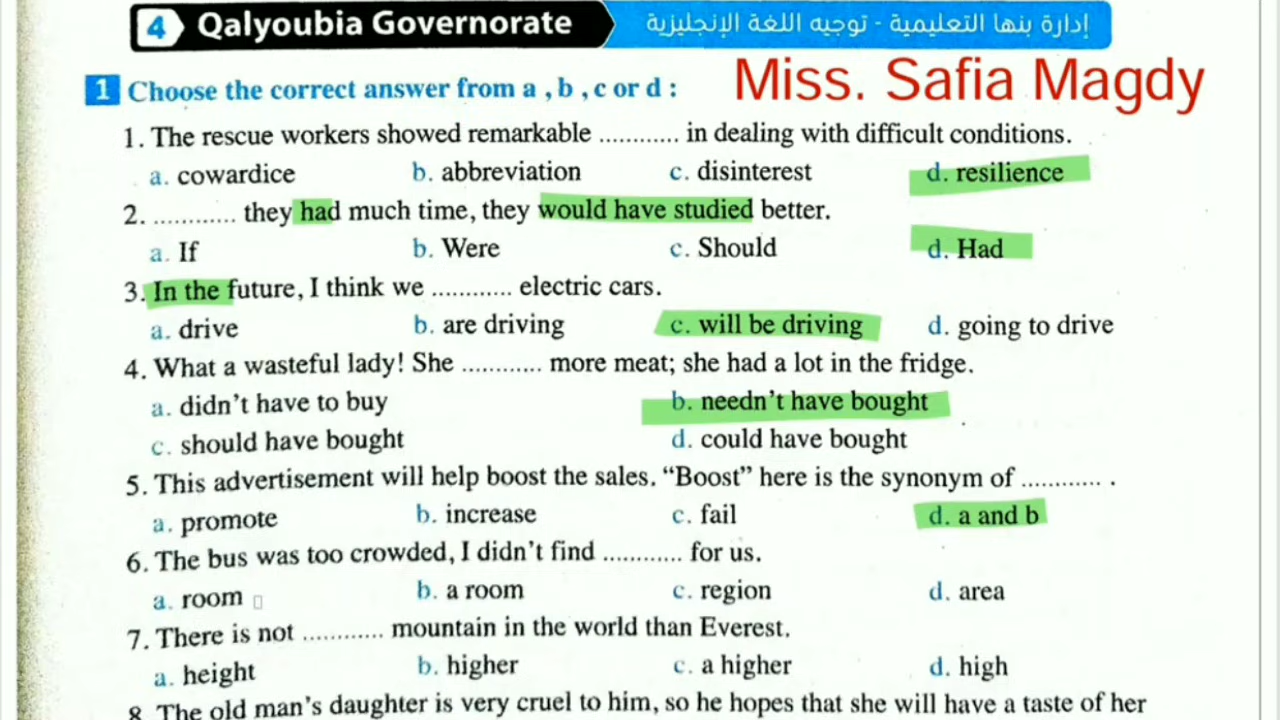 4 Qalyoubia Governorate إدارة بنها التعليمية - توجيه اللغة الإنجليزية
1 Choose the correct answer from a , b , c or d :
Miss. Safia Magdy
1. The rescue workers showed remarkable ............ in dealing with difficult conditions.
a. cowardice b. abbreviation c. disinterest d. resilience
2. ............ they had much time, they would have studied better.
a. If b. Were c. Should d. Had
3. In the future, I think we ............ electric cars.
a. drive b. are driving c. will be driving d. going to drive
4. What a wasteful lady! She ............ more meat; she had a lot in the fridge.
a. didn't have to buy b. needn't have bought
c. should have bought d. could have bought
5. This advertisement will help boost the sales. “Boost” here is the synonym of ............ .
a. promote b. increase c. fail d. a and b
6. The bus was too crowded, I didn't find ............ for us.
a. room b. a room c. region d. area
7. There is not ............ mountain in the world than Everest.
a. height b. higher c. a higher d. high
8. The old man's daughter is very cruel to him, so he hopes that she will have a taste of her